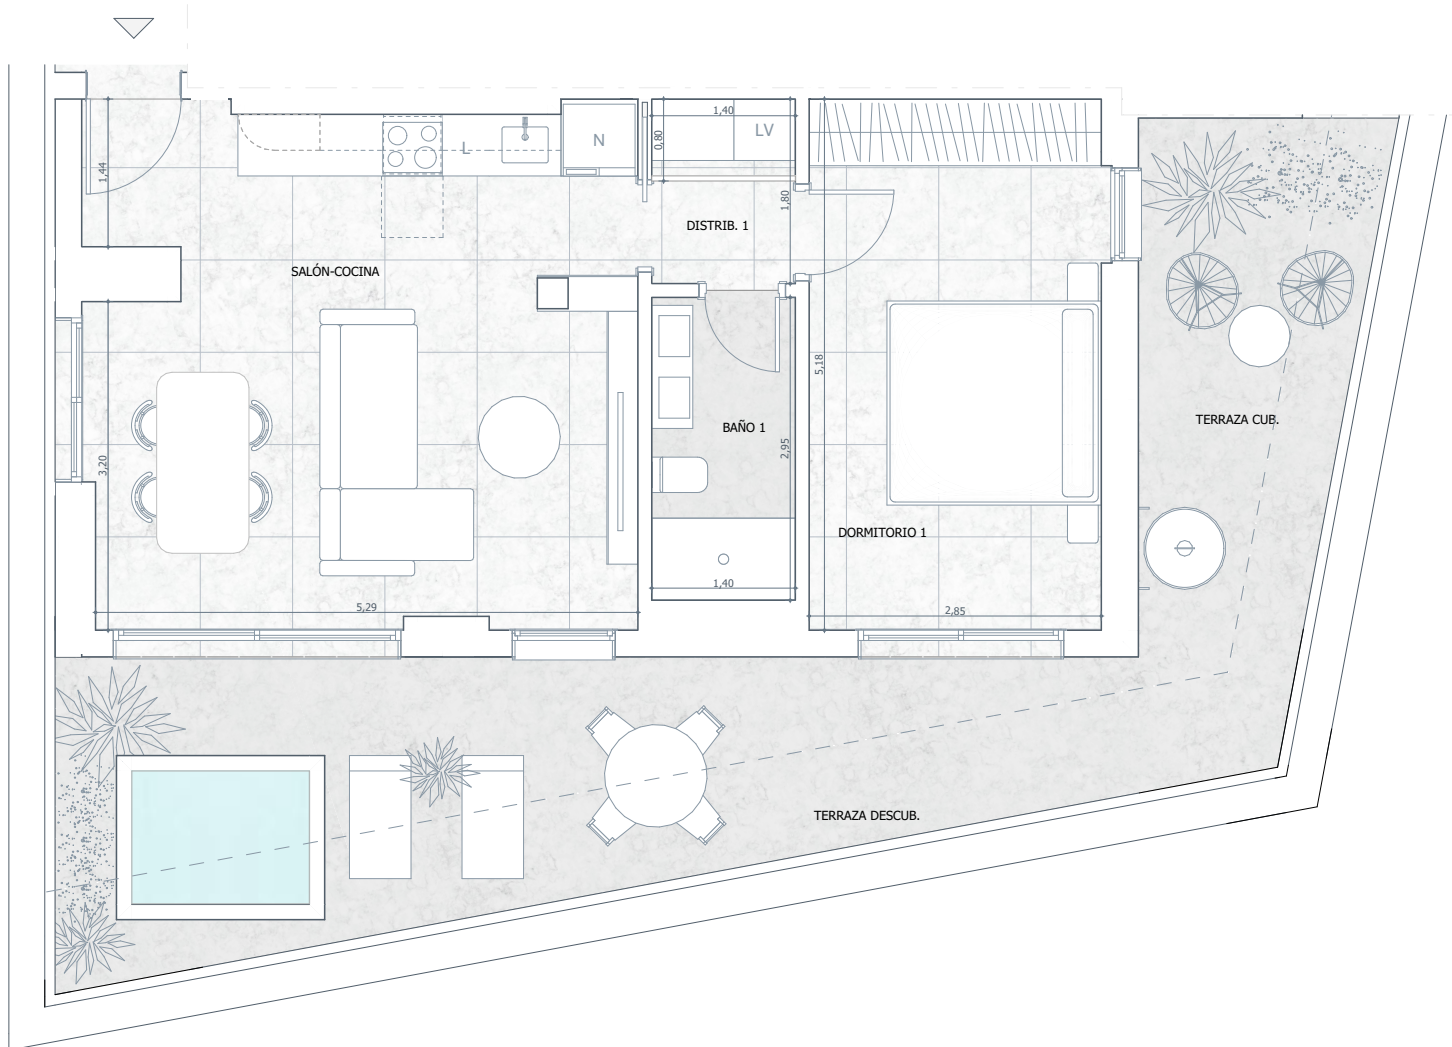 1,40
LV
0,80
N
L
1,44
1,80
DISTRIB. 1
SALÓN-COCINA
5,18
TERRAZA CUB.
BAÑO 1
2,95
3,20
DORMITORIO 1
1,40
5,29
2,85
TERRAZA DESCUB.